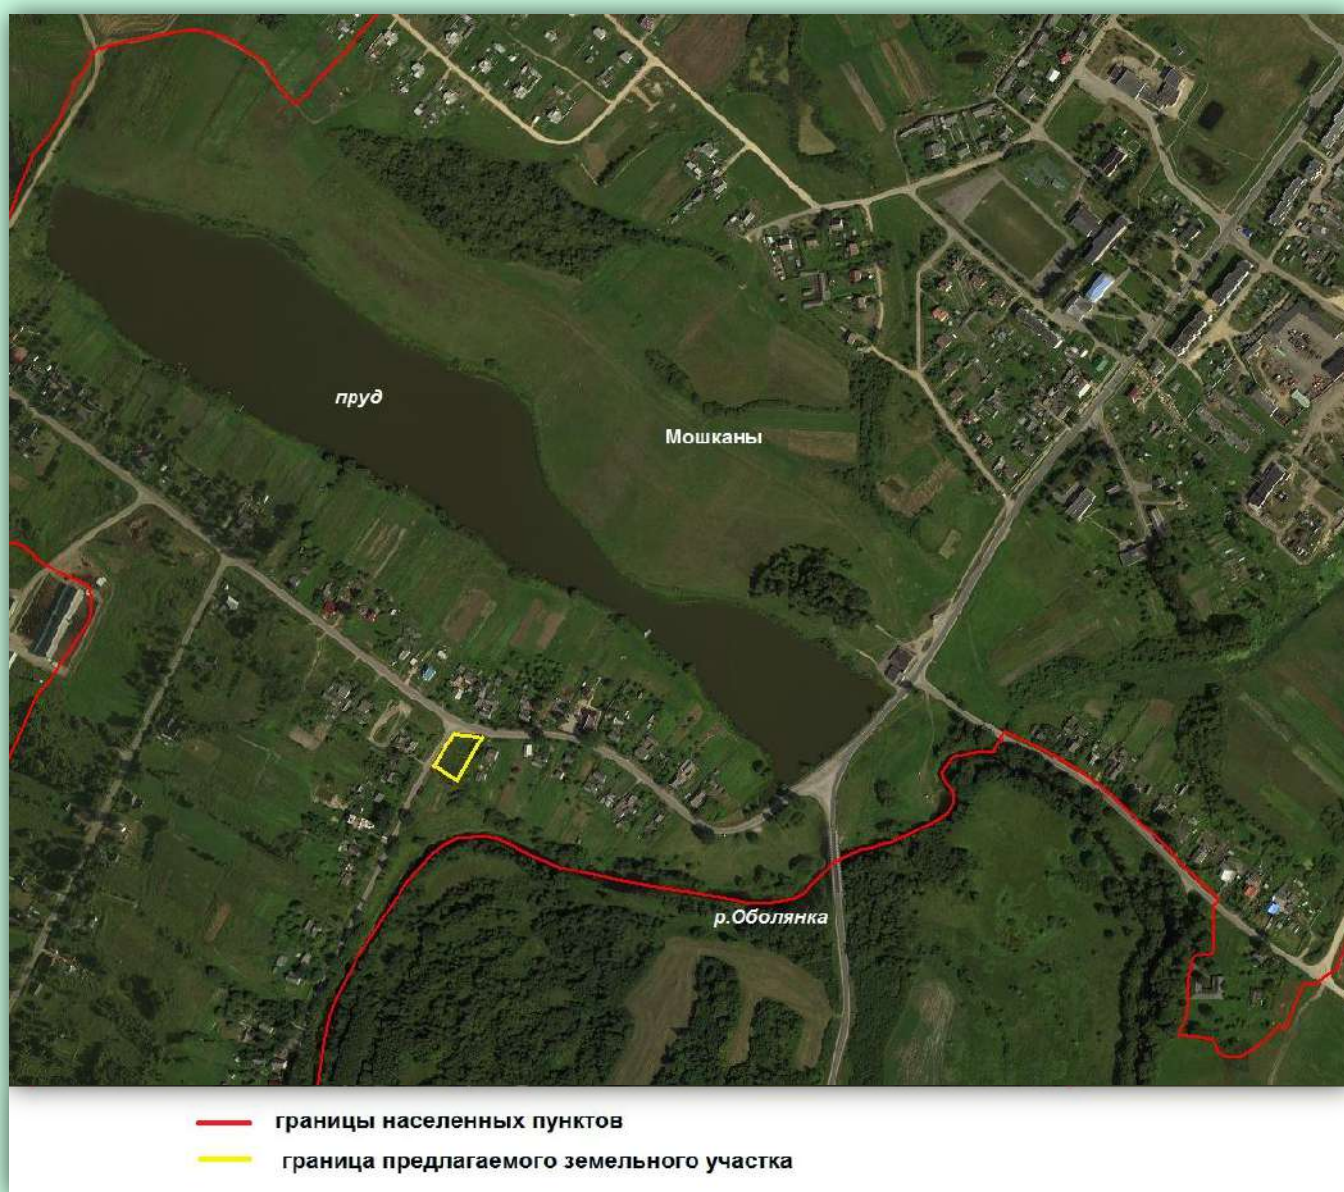 пруд
Мошканы
р.Оболянка
границы населенных пунктов
граница предлагаемого земельного участка